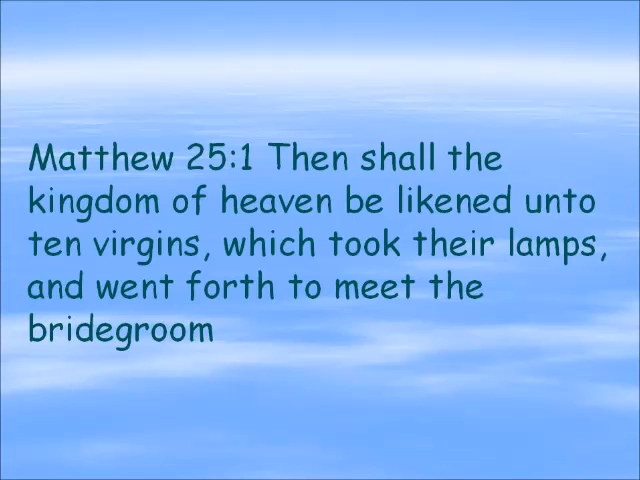 Matthew 25:1 Then shall the
kingdom of heaven be likened unto
ten virgins, which took their lamps,
and went forth to meet the
bridegroom